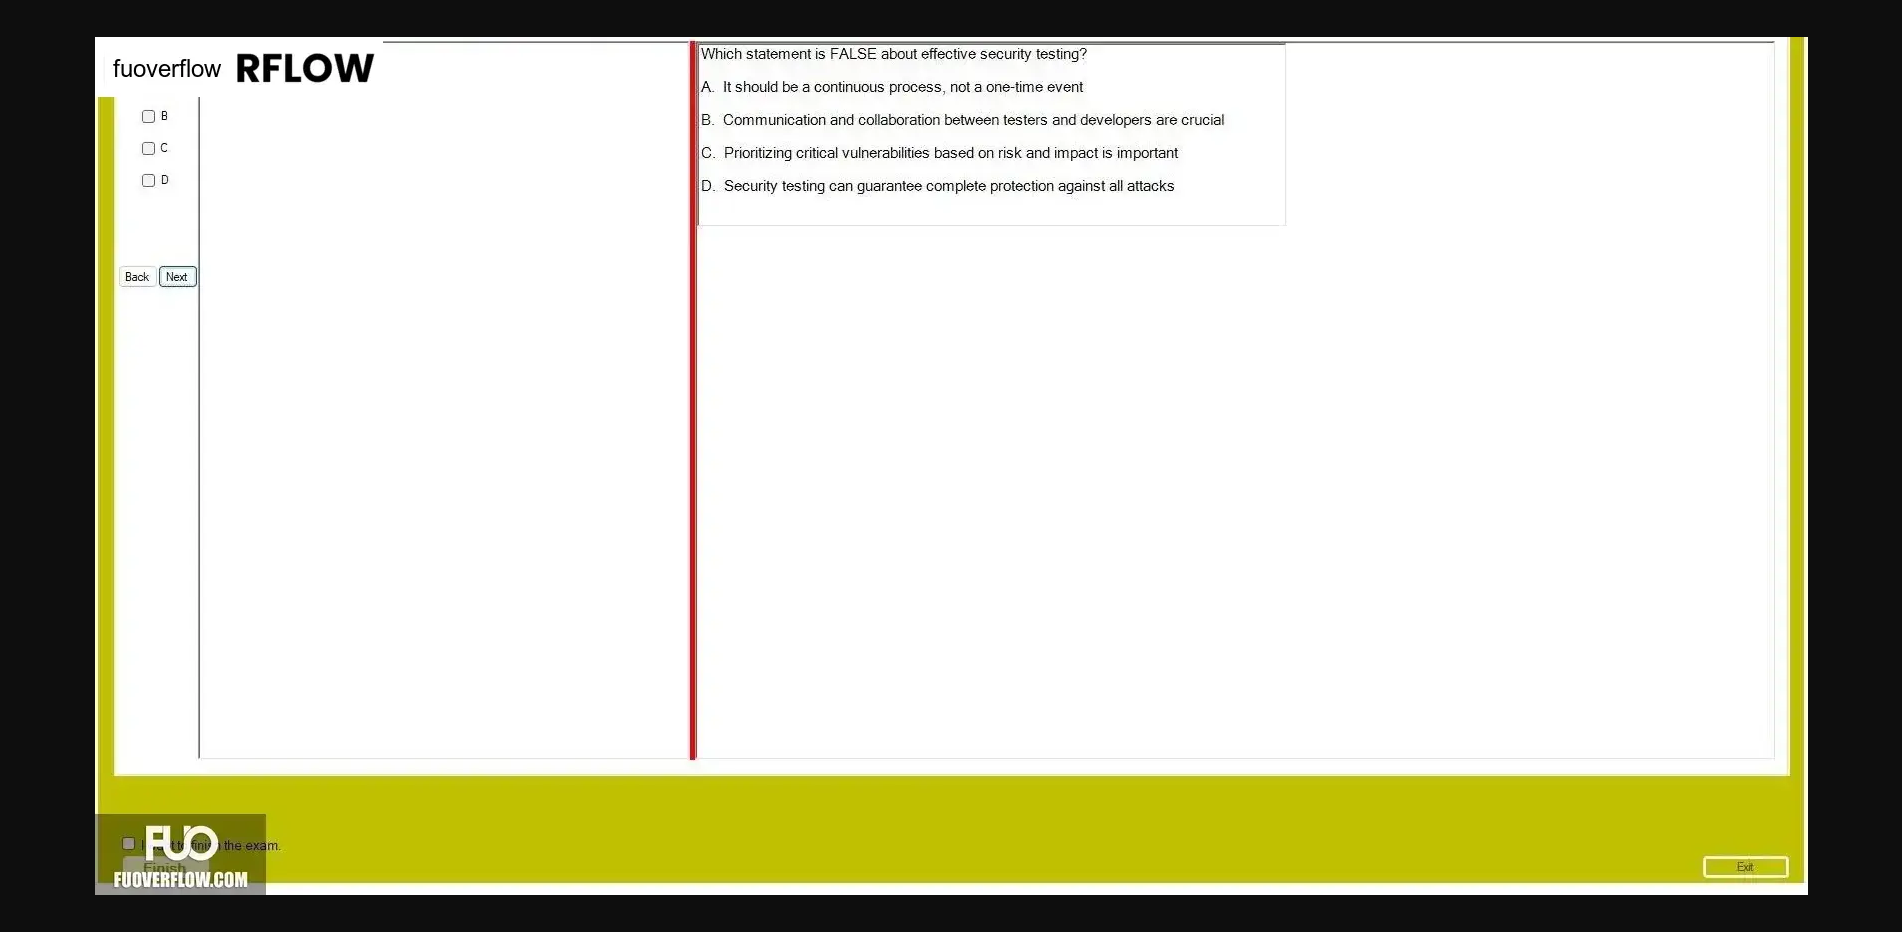 fuoverflow RFLOW
Which statement is FALSE about effective security testing?
A. It should be a continuous process, not a one-time event
B. Communication and collaboration between testers and developers are crucial
C. Prioritizing critical vulnerabilities based on risk and impact is important
D. Security testing can guarantee complete protection against all attacks
B
C
D
Back Next
I want to finish the exam.
Finish
FUO
FUOVERFLOW.COM
Exit